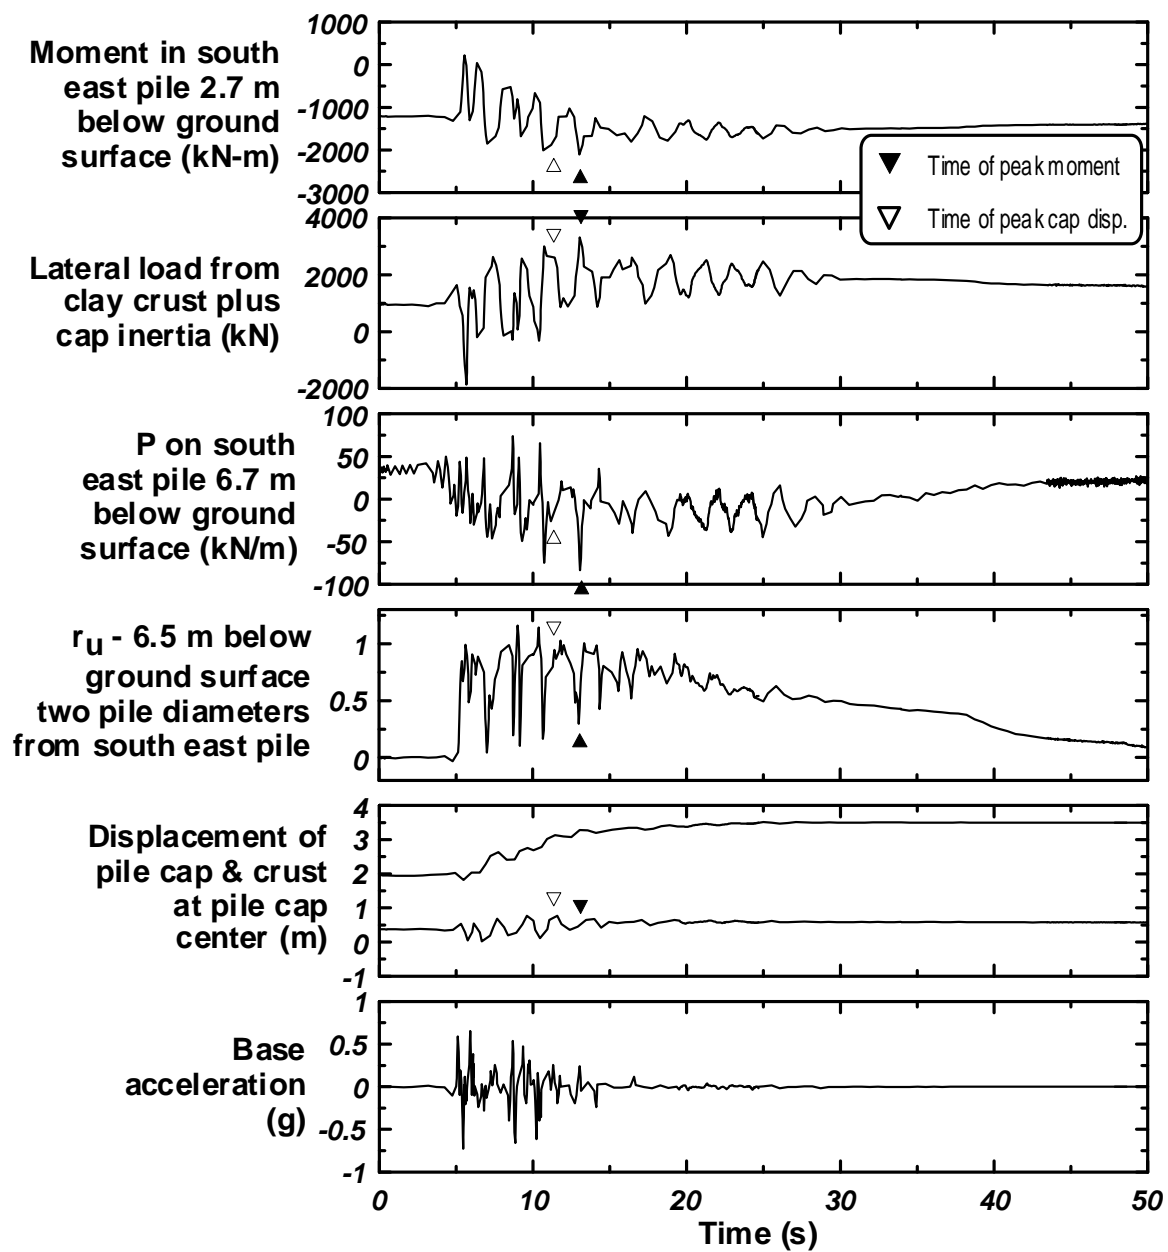 Moment in south
east pile 2.7 m
below ground
surface (kN-m)
1000
0
-1000
-2000
-3000
Time of peak moment
Time of peak cap disp.
Lateral load from
clay crust plus
cap inertia (kN)
4000
2000
0
-2000
P on south
east pile 6.7 m
below ground
surface (kN/m)
100
50
0
-50
-100
ru - 6.5 m below
ground surface
two pile diameters
from south east pile
1
0.5
0
Displacement of
pile cap & crust
at pile cap
center (m)
4
3
2
1
0
-1
Base
acceleration
(g)
1
0.5
0
-0.5
-1
0 10 20 30 40 50
Time (s)